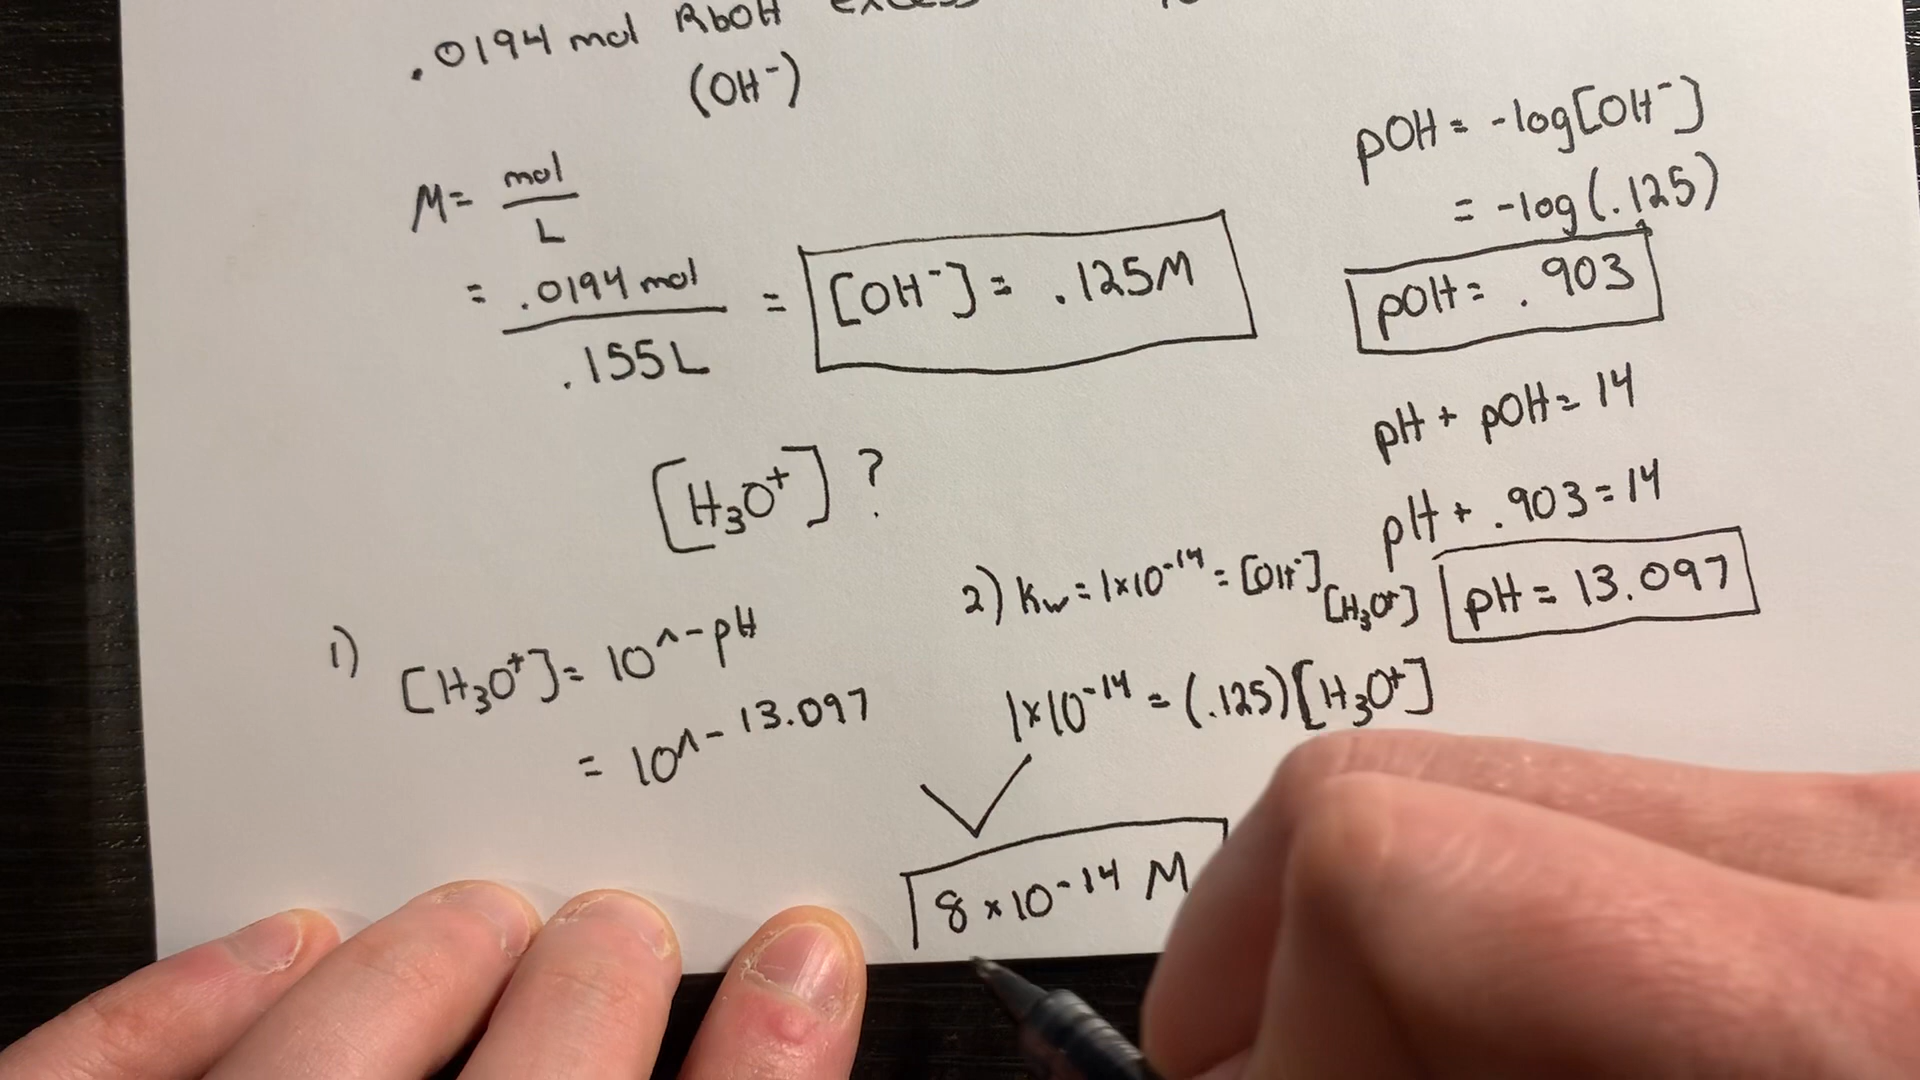 .0194 mol RbOH excess
(OH⁻)
M = mol
L
= .0194 mol
.155L
= [OH⁻] = .125M
pOH = -log[OH⁻]
= -log(.125)
pOH = .903
pH + pOH = 14
pH + .903 = 14
pH = 13.097
[H₃O⁺] ?
1) [H₃O⁺] = 10^-pH
= 10^-13.097
2) Kw = 1×10⁻¹⁴ = [OH⁻] [H₃O⁺]
1×10⁻¹⁴ = (.125)[H₃O⁺]
8×10⁻¹⁴ M